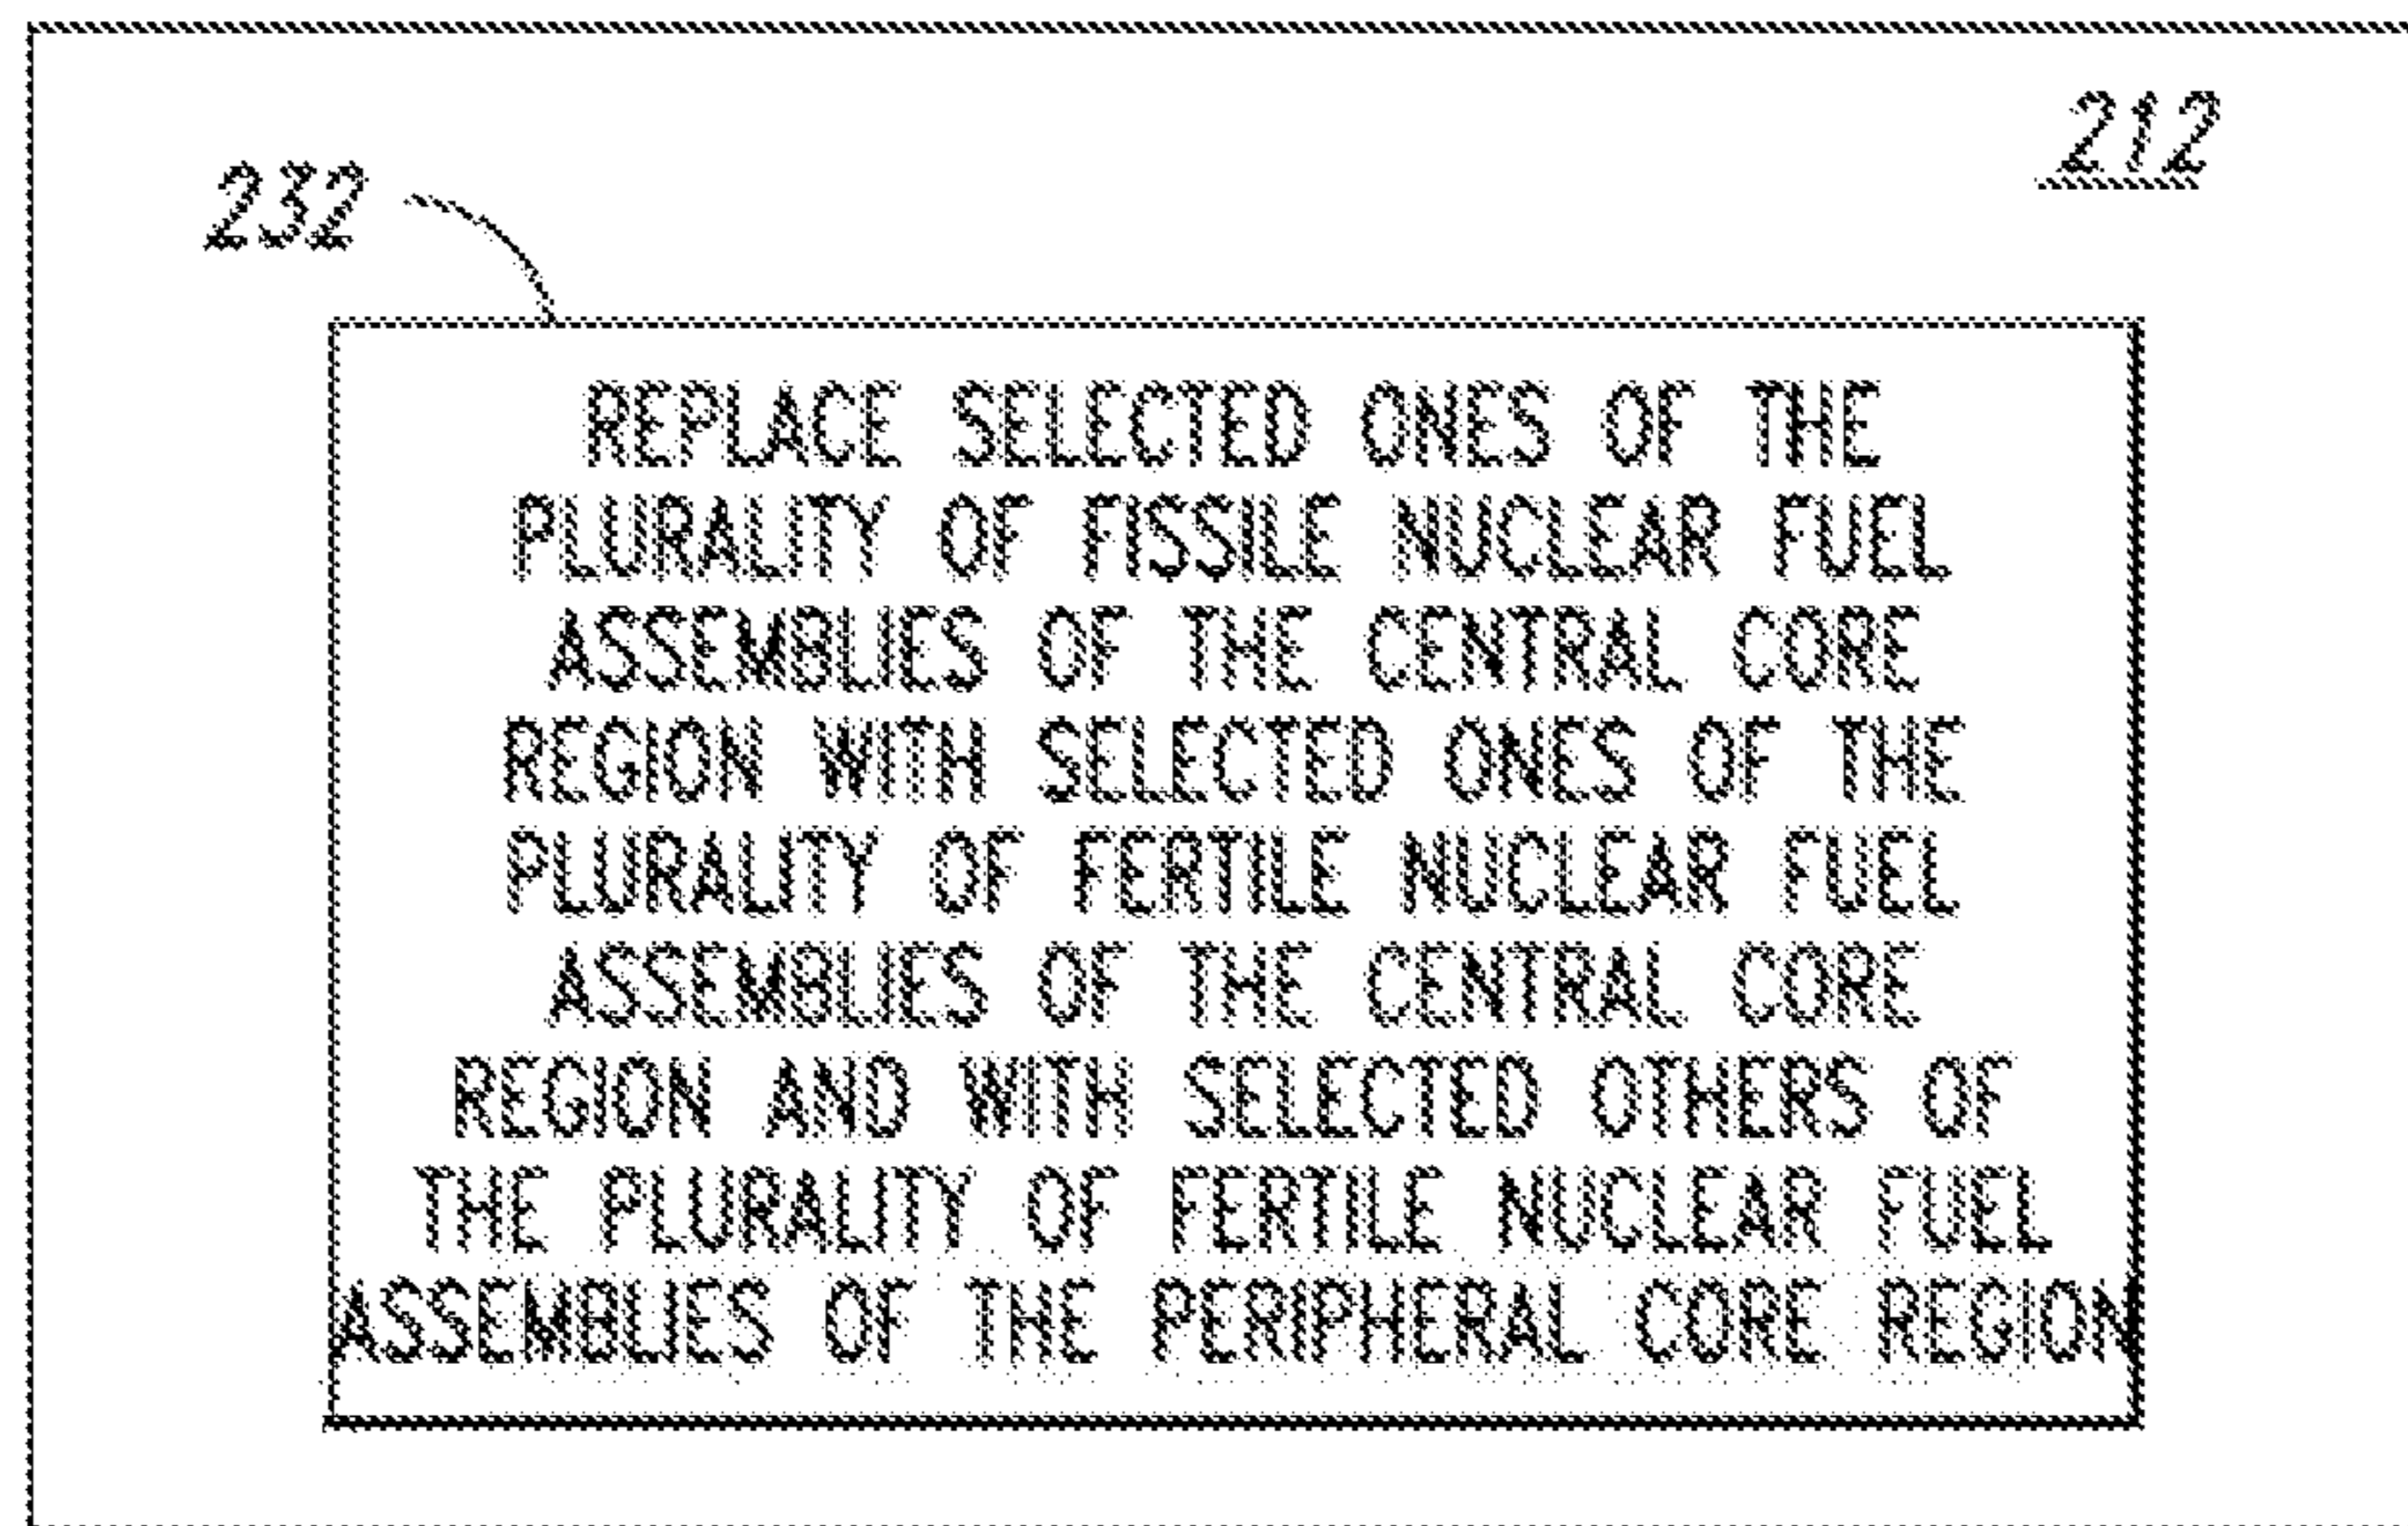 212
232
REPLACE SELECTED ONES OF THE
PLURALITY OF FISSILE NUCLEAR FUEL
ASSEMBLIES OF THE CENTRAL CORE
REGION WITH SELECTED ONES OF THE
PLURALITY OF FERTILE NUCLEAR FUEL
ASSEMBLIES OF THE CENTRAL CORE
REGION AND WITH SELECTED OTHERS OF
THE PLURALITY OF FERTILE NUCLEAR FUEL
ASSEMBLIES OF THE PERIPHERAL CORE REGION